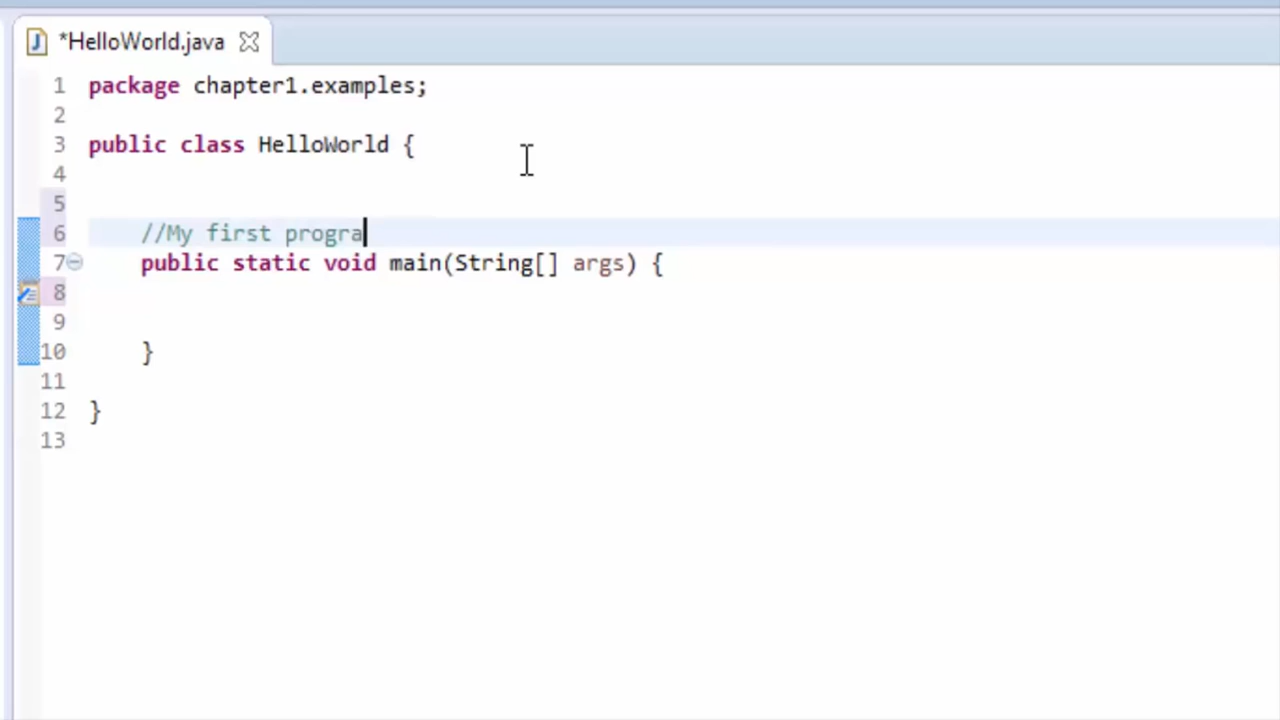 *HelloWorld.java
1 package chapter1.examples;
2
3 public class HelloWorld {
4
5
6 //My first progra
7 public static void main(String[] args) {
8
9
10 }
11
12 }
13